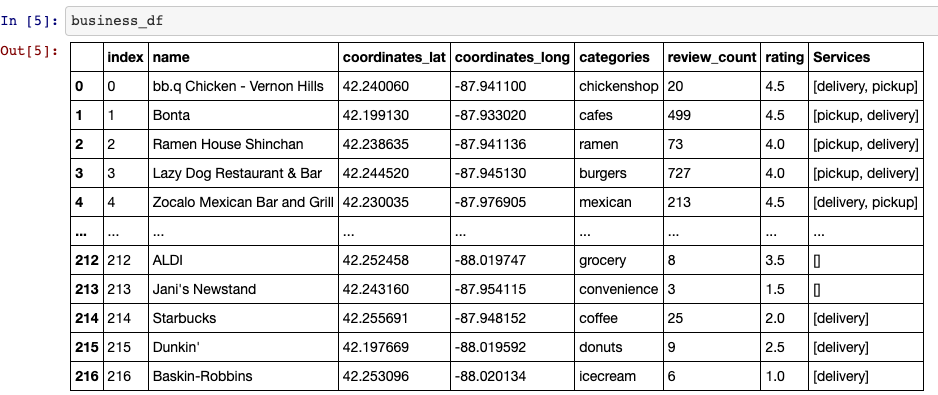 In [5]: business_df
Out[5]:
index name coordinates_lat coordinates_long categories review_count rating Services
0 0 bb.q Chicken - Vernon Hills 42.240060 -87.941100 chickenshop 20 4.5 [delivery, pickup]
1 1 Bonta 42.199130 -87.933020 cafes 499 4.5 [pickup, delivery]
2 2 Ramen House Shinchan 42.238635 -87.941136 ramen 73 4.0 [pickup, delivery]
3 3 Lazy Dog Restaurant & Bar 42.244520 -87.945130 burgers 727 4.0 [pickup, delivery]
4 4 Zocalo Mexican Bar and Grill 42.230035 -87.976905 mexican 213 4.5 [delivery, pickup]
... ... ... ... ... ... ... ... ...
212 212 ALDI 42.252458 -88.019747 grocery 8 3.5 []
213 213 Jani's Newstand 42.243160 -87.954115 convenience 3 1.5 []
214 214 Starbucks 42.255691 -87.948152 coffee 25 2.0 [delivery]
215 215 Dunkin' 42.197669 -88.019592 donuts 9 2.5 [delivery]
216 216 Baskin-Robbins 42.253096 -88.020134 icecream 6 1.0 [delivery]